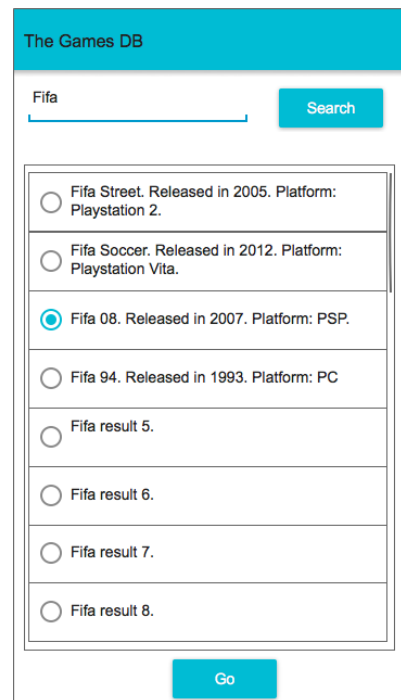 The Games DB
Fifa
Search
Fifa Street. Released in 2005. Platform:
Playstation 2.
Fifa Soccer. Released in 2012. Platform:
Playstation Vita.
Fifa 08. Released in 2007. Platform: PSP.
Fifa 94. Released in 1993. Platform: PC
Fifa result 5.
Fifa result 6.
Fifa result 7.
Fifa result 8.
Go